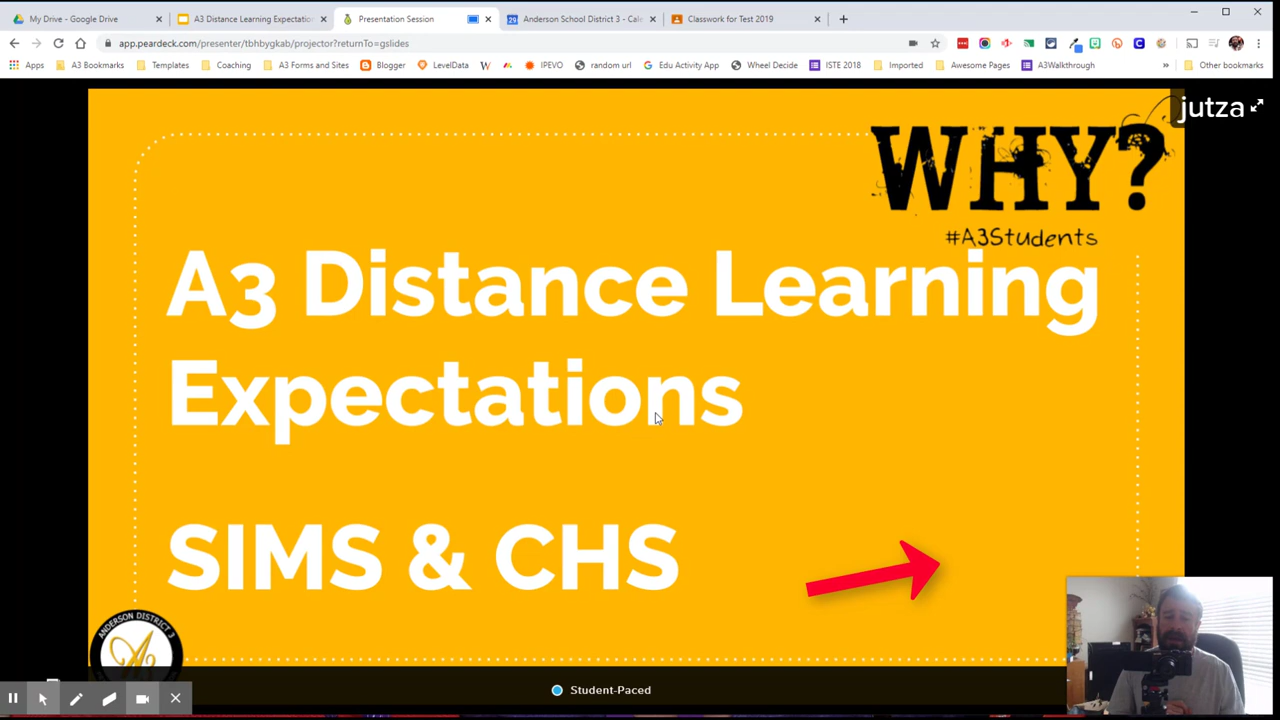 My Drive - Google Drive
A3 Distance Learning Expectation
Presentation Session
29
Anderson School District 3 - Cale
Classwork for Test 2019
app.peardeck.com/presenter/tbhbygkab/projector?returnTo=gslides
Apps
A3 Bookmarks
Templates
Coaching
A3 Forms and Sites
Blogger
LevelData
IPEVO
random url
Edu Activity App
Wheel Decide
ISTE 2018
Imported
Awesome Pages
A3Walkthrough
Other bookmarks
jutza
WHY?
#A3Students
A3 Distance Learning
Expectations
SIMS & CHS
ANDERSON DISTRICT 3
Student-Paced